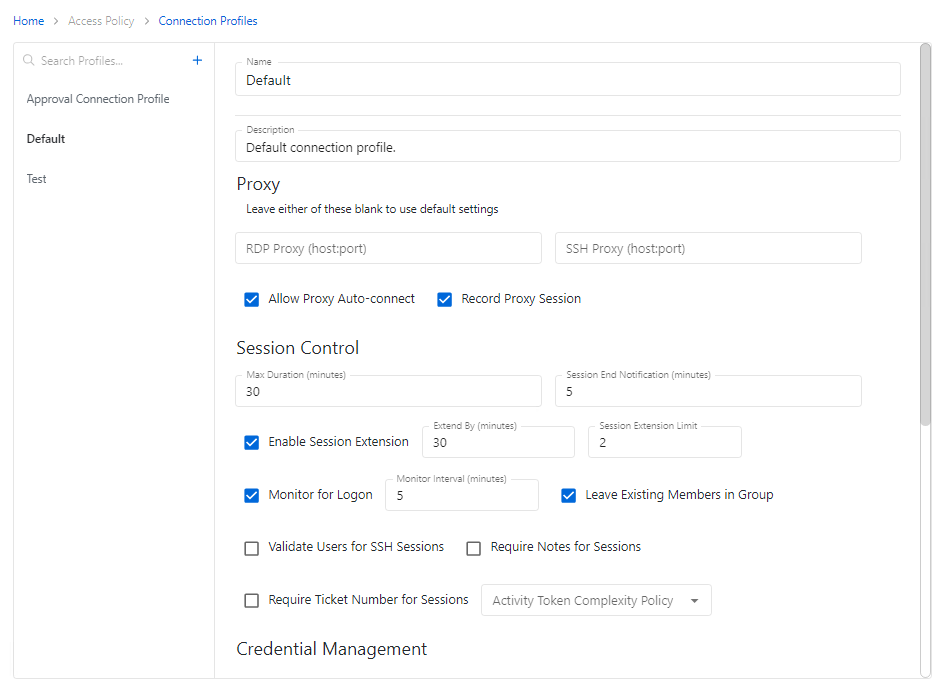 Home > Access Policy > Connection Profiles
Search Profiles...
Approval Connection Profile
Default
Test
Name
Default
Description
Default connection profile.
Proxy
Leave either of these blank to use default settings
RDP Proxy (host:port) SSH Proxy (host:port)
Allow Proxy Auto-connect Record Proxy Session
Session Control
Max Duration (minutes) Session End Notification (minutes)
30 5
Extend By (minutes) Session Extension Limit
Enable Session Extension 30 2
Monitor Interval (minutes)
Monitor for Logon 5 Leave Existing Members in Group
Validate Users for SSH Sessions Require Notes for Sessions
Require Ticket Number for Sessions Activity Token Complexity Policy
Credential Management